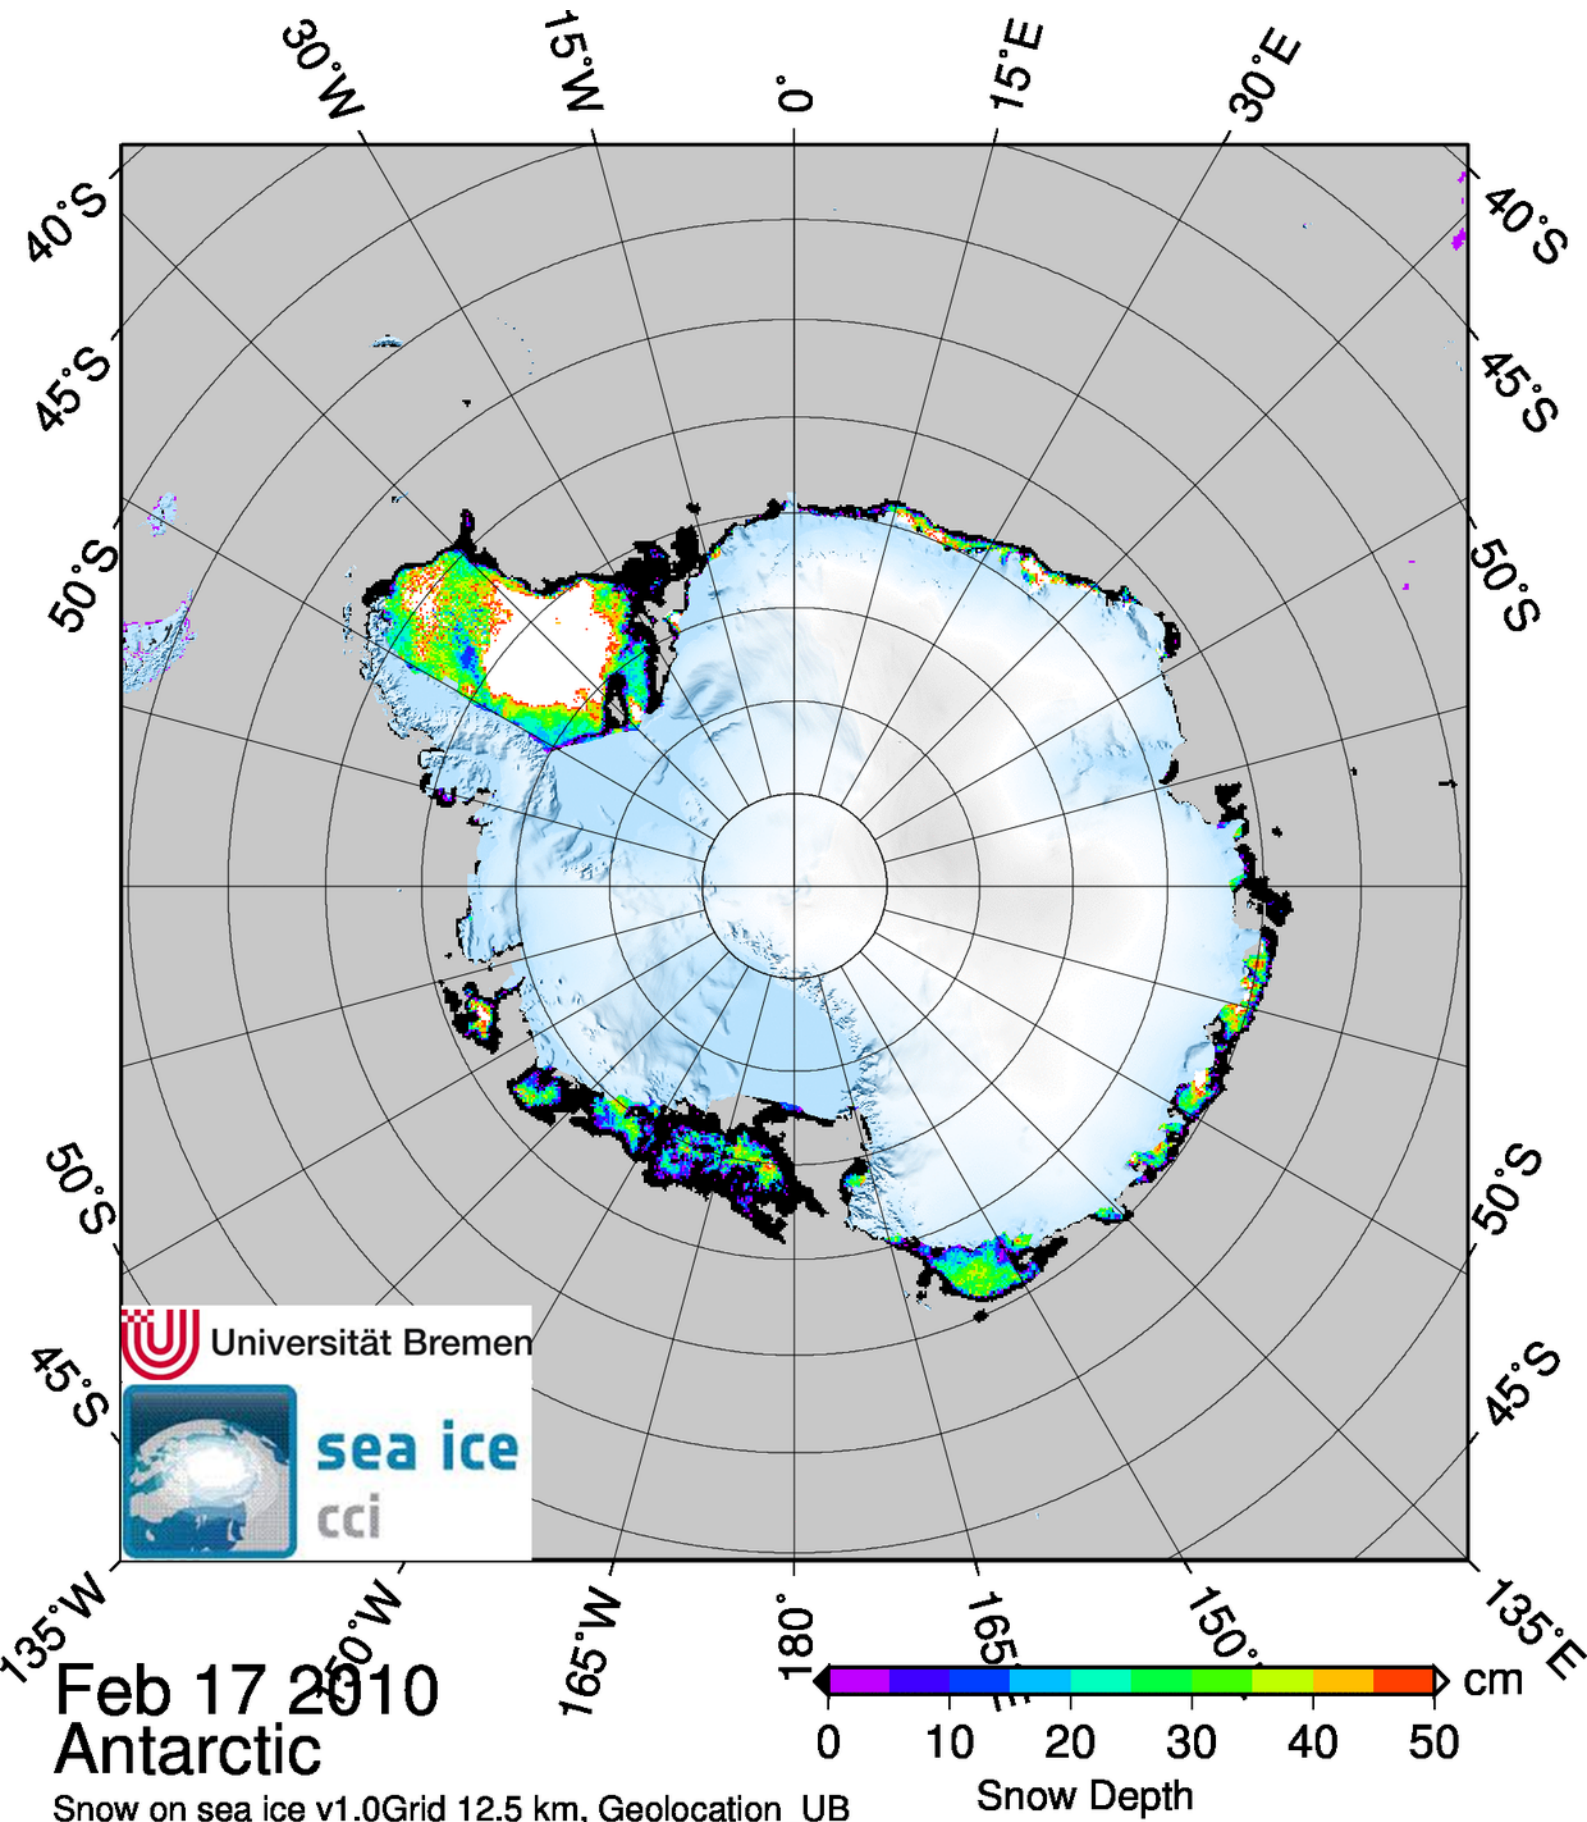 30°W 15°W 0° 15°E 30°E
40°S 40°S
45°S 45°S
50°S 50°S
50°S 50°S
45°S 45°S
Universität Bremen
sea ice
cci
135°W 165°W 180° 165°E 150° 135°E
Feb 17 2010
Antarctic
cm
0 10 20 30 40 50
Snow Depth
Snow on sea ice v1.0Grid 12.5 km, Geolocation UB